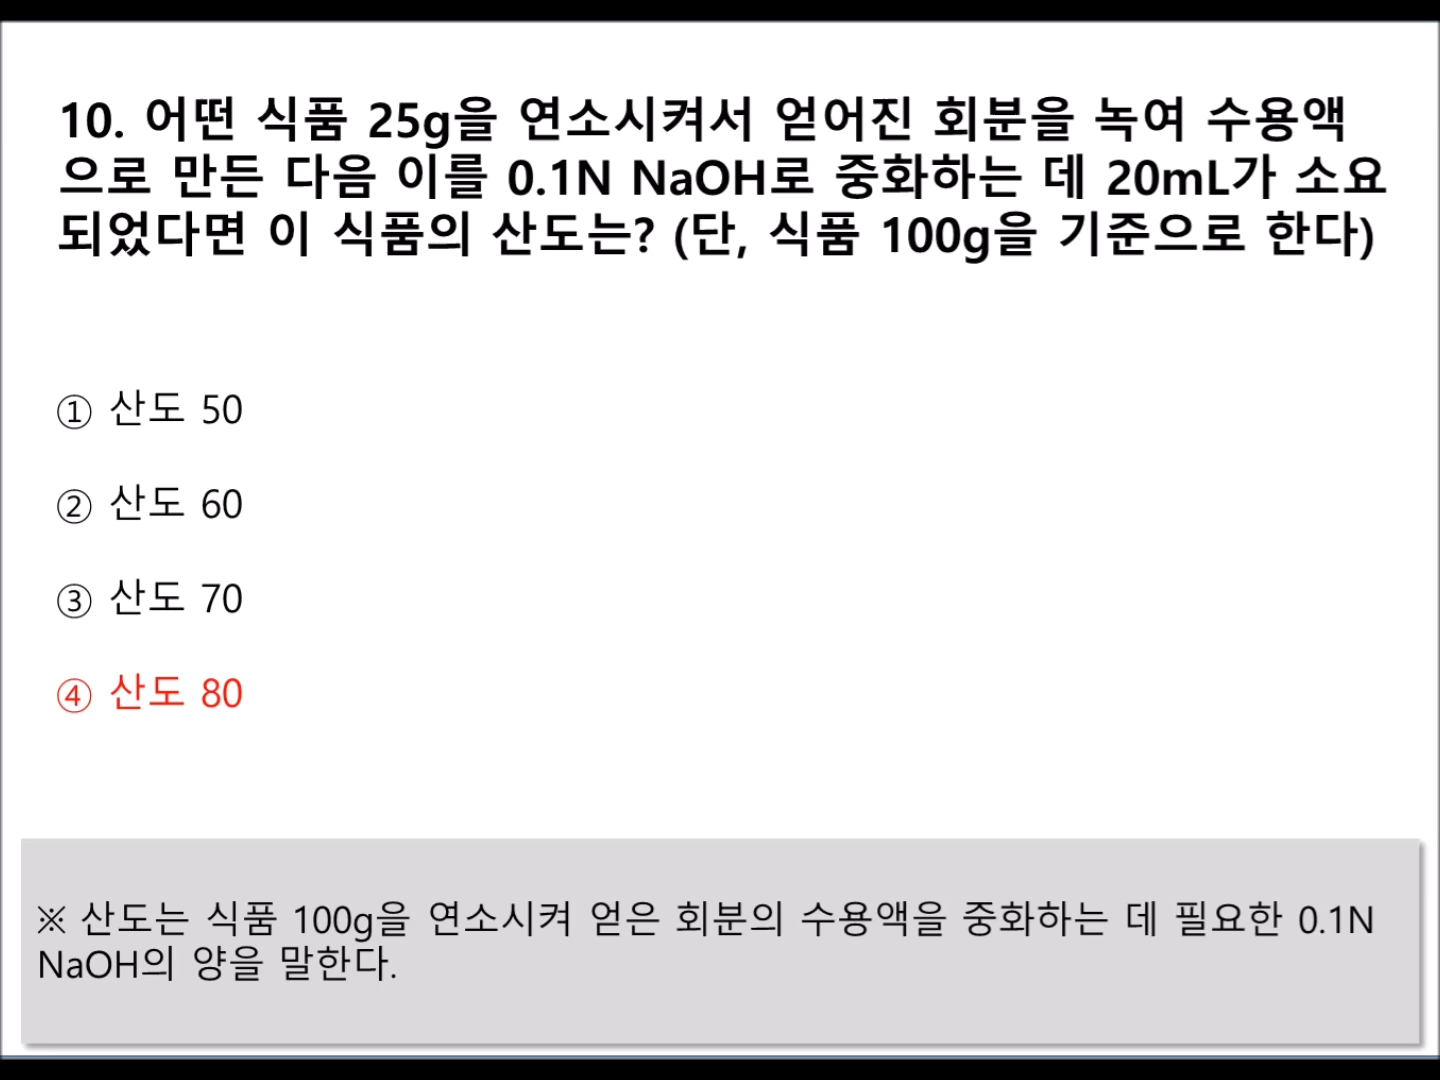 10. 어떤 식품 25g을 연소시켜서 얻어진 회분을 녹여 수용액
으로 만든 다음 이를 0.1N NaOH로 중화하는 데 20mL가 소요
되었다면 이 식품의 산도는? (단, 식품 100g을 기준으로 한다)
① 산도 50
② 산도 60
③ 산도 70
④ 산도 80
※ 산도는 식품 100g을 연소시켜 얻은 회분의 수용액을 중화하는 데 필요한 0.1N
NaOH의 양을 말한다.